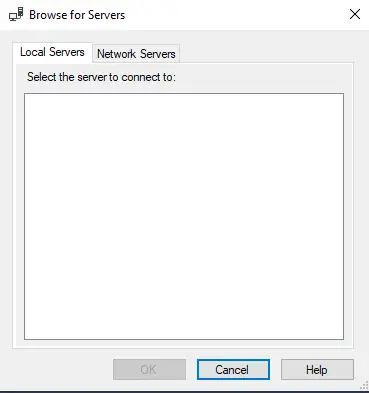 Browse for Servers
Local Servers Network Servers
Select the server to connect to:
OK Cancel Help